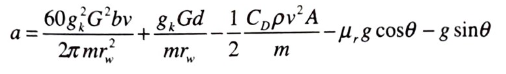 a = \frac{60 g_k^2 G^2 b v}{2 \pi m r_w^2} + \frac{g_k G d}{m r_w} - \frac{1}{2} \frac{C_D \rho v^2 A}{m} - \mu_r g \cos\theta - g \sin\theta